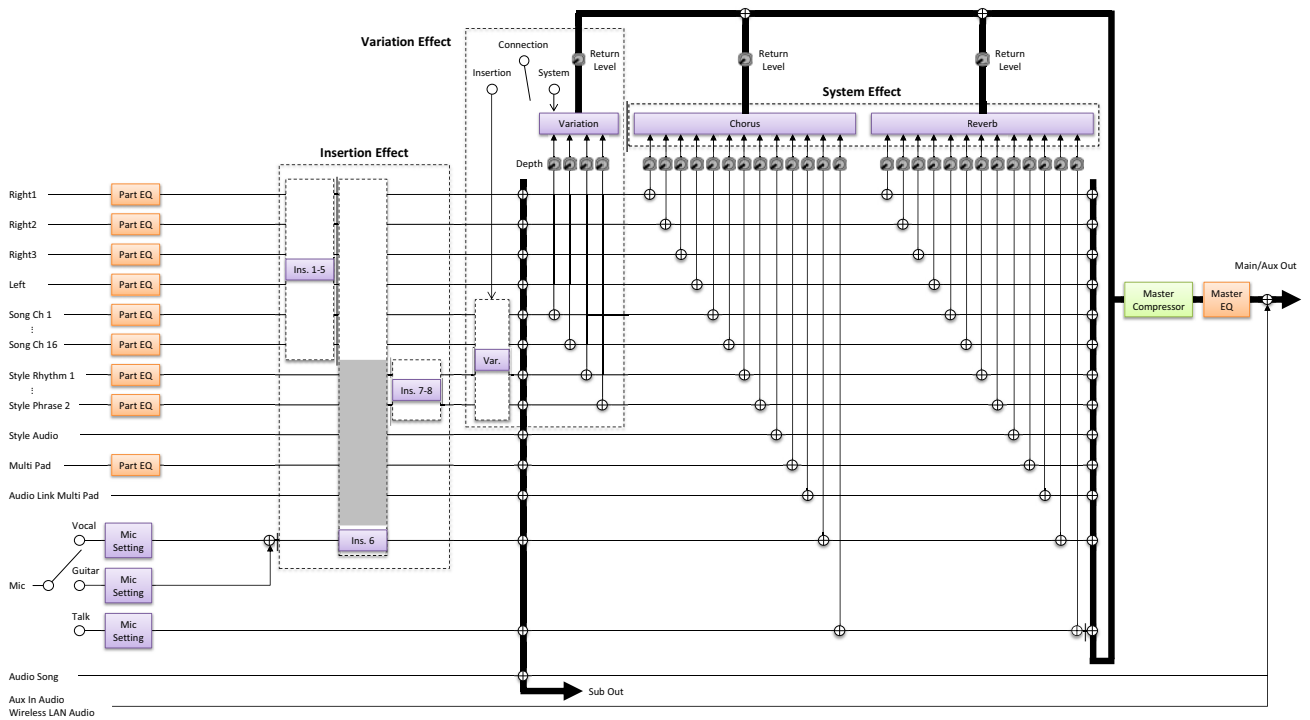 Variation Effect
Connection
Insertion
System
Return
Level
Return
Level
Return
Level
System Effect
Variation
Chorus
Reverb
Insertion Effect
Depth
Right1
Part EQ
Right2
Part EQ
Right3
Part EQ
Ins. 1-5
Left
Part EQ
Main/Aux Out
Master
Compressor
Master
EQ
Song Ch 1
Part EQ
⋮
Song Ch 16
Part EQ
Var.
Style Rhythm 1
Part EQ
⋮
Ins. 7-8
Style Phrase 2
Part EQ
Style Audio
Multi Pad
Part EQ
Audio Link Multi Pad
Vocal
Mic
Setting
Ins. 6
Mic
Guitar
Mic
Setting
Talk
Mic
Setting
Audio Song
Sub Out
Aux In Audio
Wireless LAN Audio